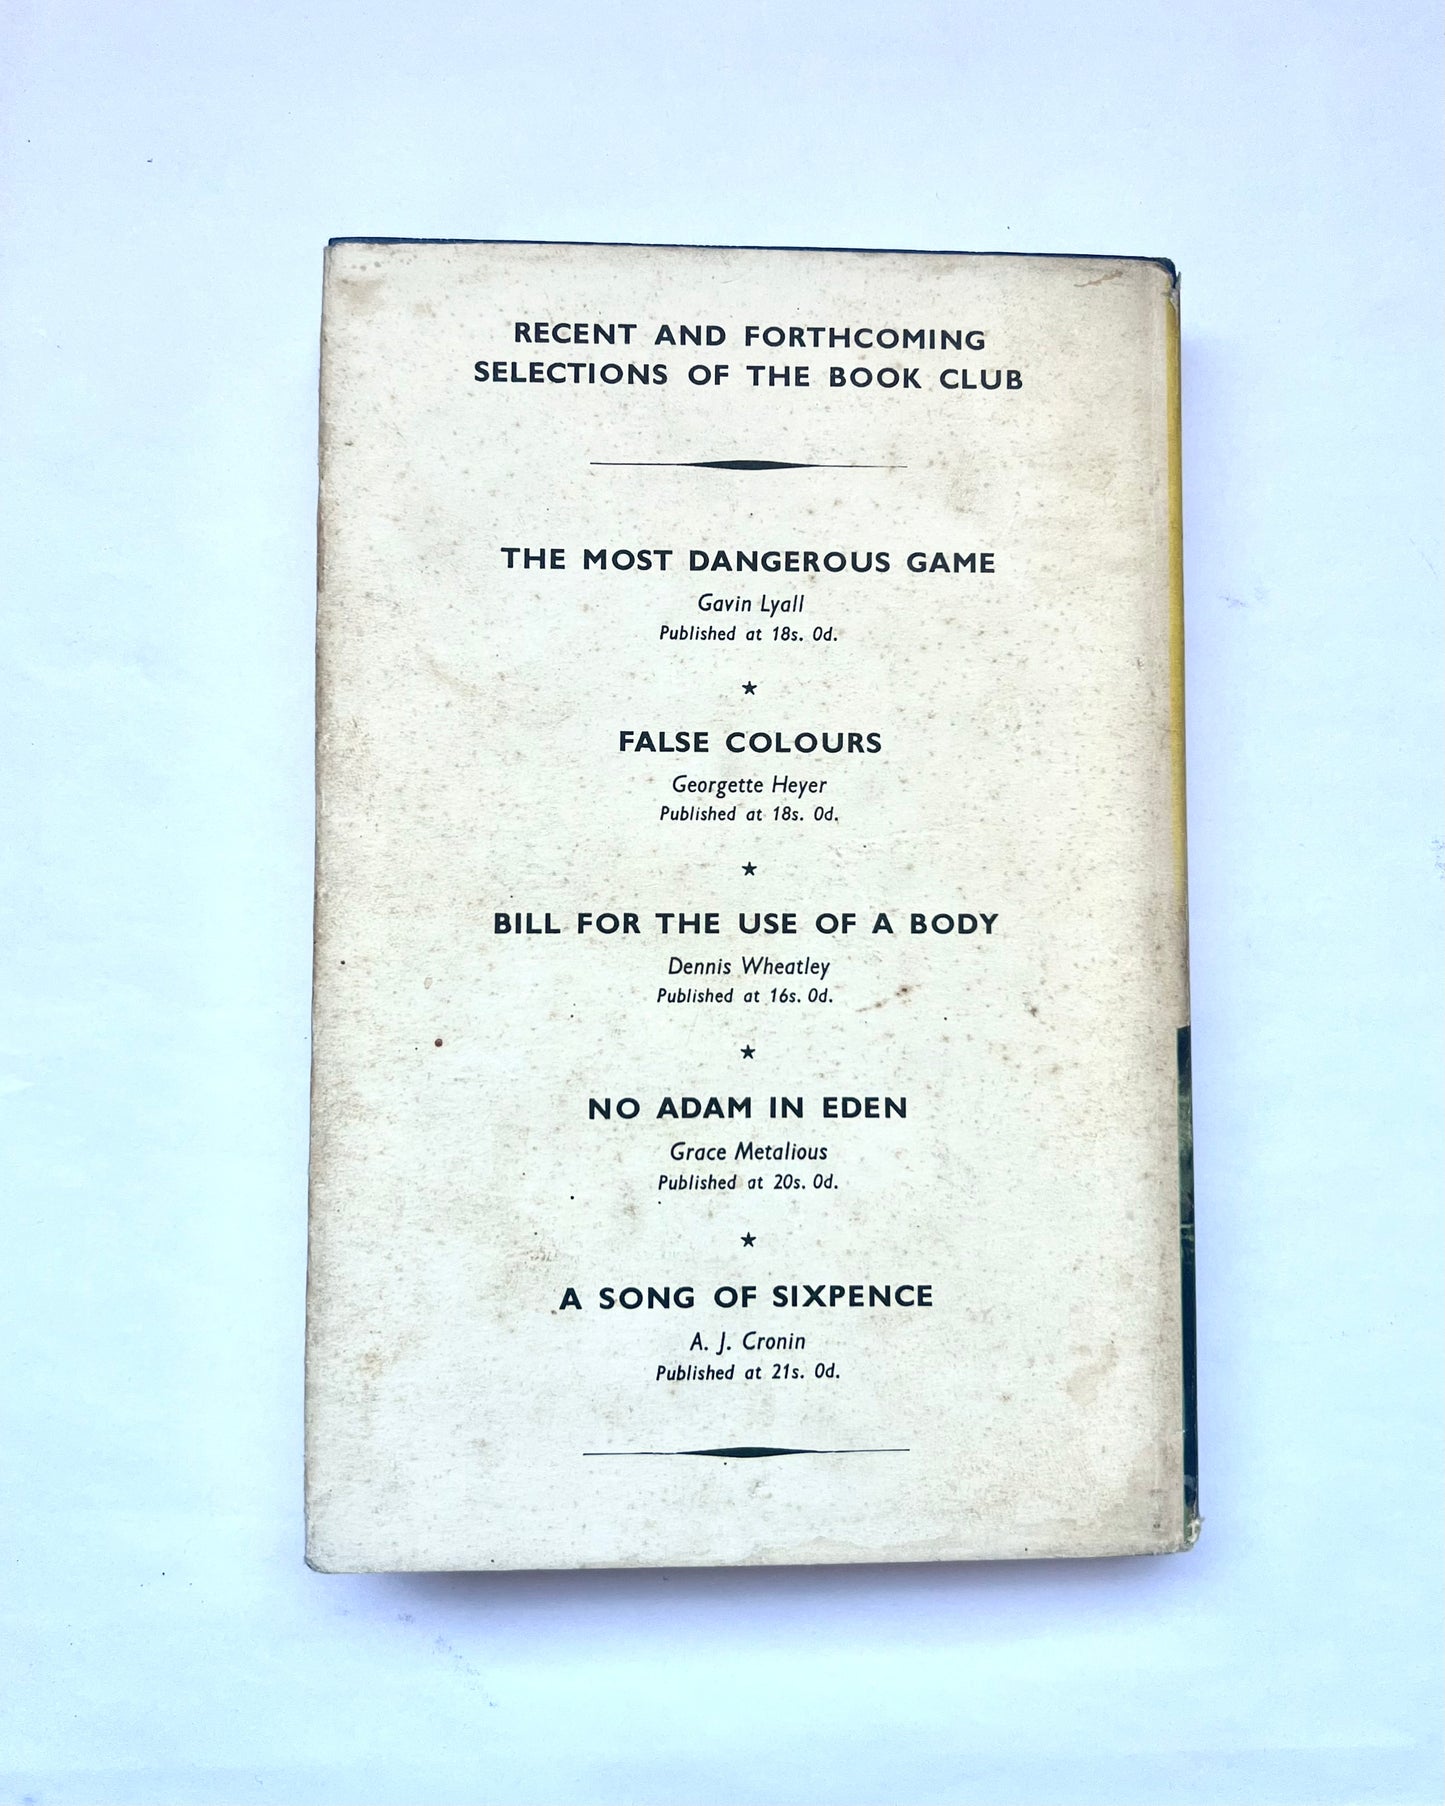 RECENT AND FORTHCOMING
SELECTIONS OF THE BOOK CLUB
THE MOST DANGEROUS GAME
Gavin Lyall
Published at 18s. 0d.
★
FALSE COLOURS
Georgette Heyer
Published at 18s. 0d.
★
BILL FOR THE USE OF A BODY
Dennis Wheatley
Published at 16s. 0d.
★
NO ADAM IN EDEN
Grace Metalious
Published at 20s. 0d.
★
A SONG OF SIXPENCE
A. J. Cronin
Published at 21s. 0d.